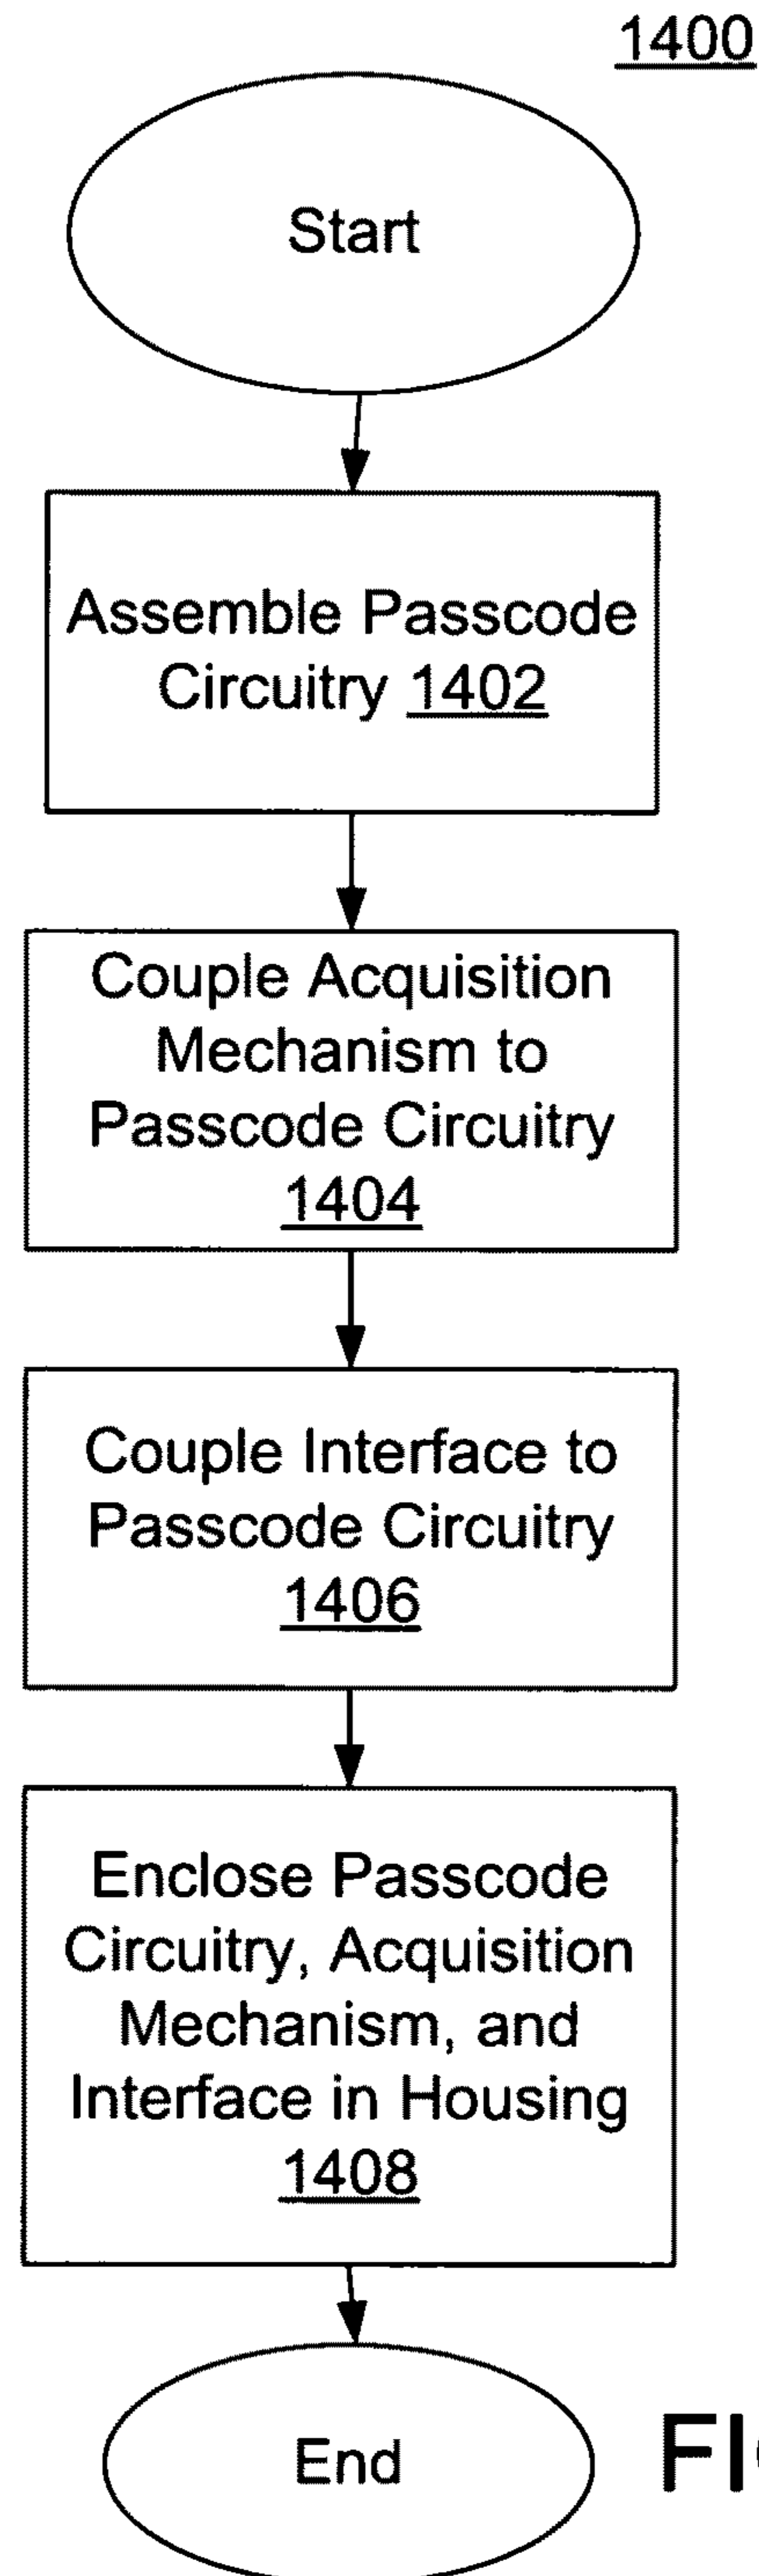 1400
Start
Assemble Passcode
Circuitry 1402
Couple Acquisition
Mechanism to
Passcode Circuitry
1404
Couple Interface to
Passcode Circuitry
1406
Enclose Passcode
Circuitry, Acquisition
Mechanism, and
Interface in Housing
1408
End